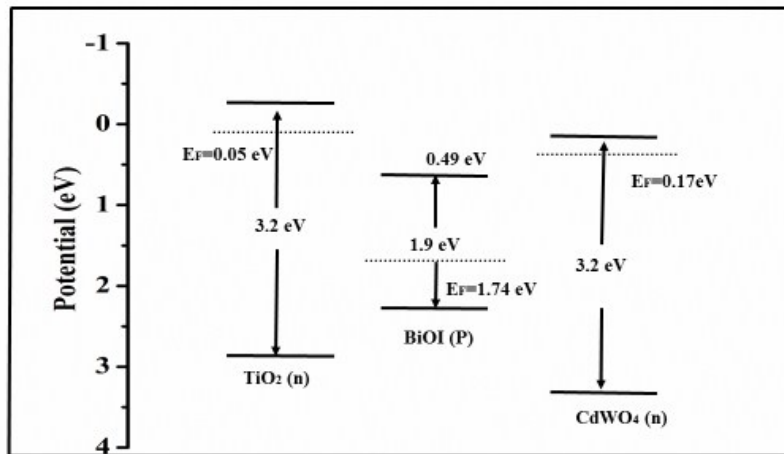 Potential (eV)
-1
0
1
2
3
4
EF=0.05 eV
3.2 eV
TiO2 (n)
0.49 eV
1.9 eV
EF=1.74 eV
BiOI (P)
EF=0.17eV
3.2 eV
CdWO4 (n)